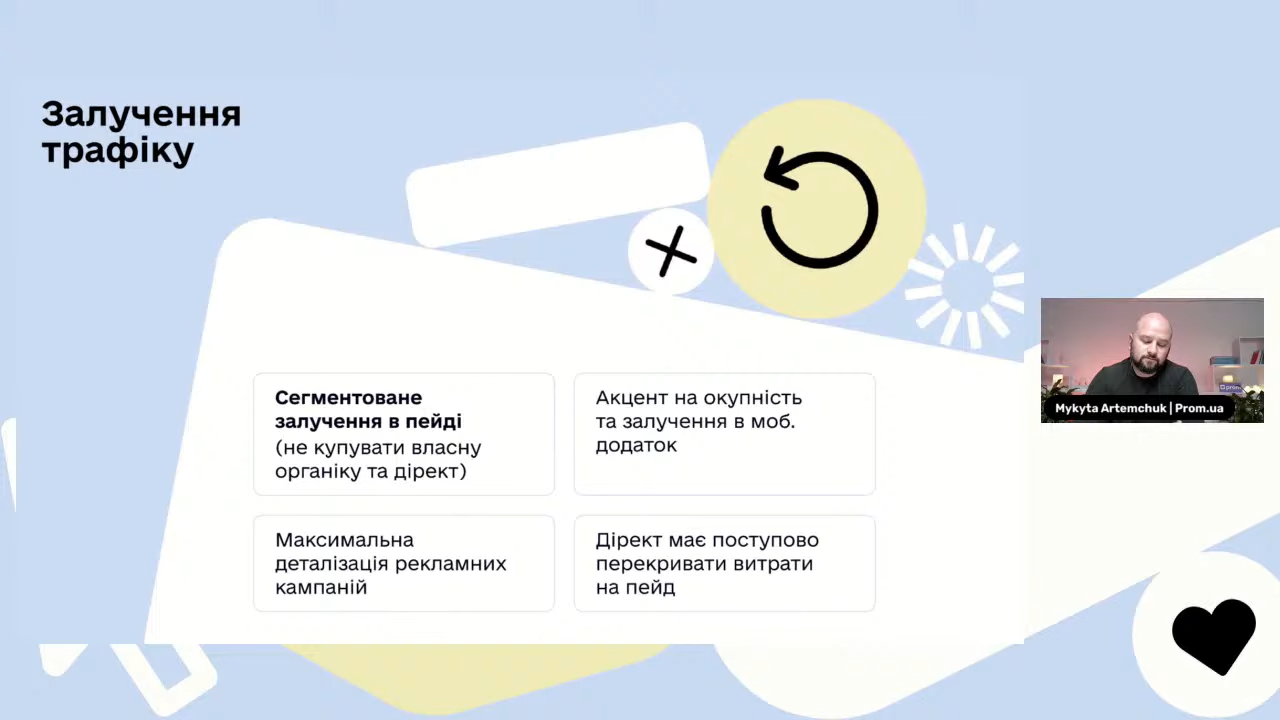 Залучення
трафіку
Сегментоване
залучення в пейді
(не купувати власну
органіку та дірект)
Акцент на окупність
та залучення в моб.
додаток
Максимальна
деталізація рекламних
кампаній
Дірект має поступово
перекривати витрати
на пейд
Mykyta Artemchuk | Prom.ua